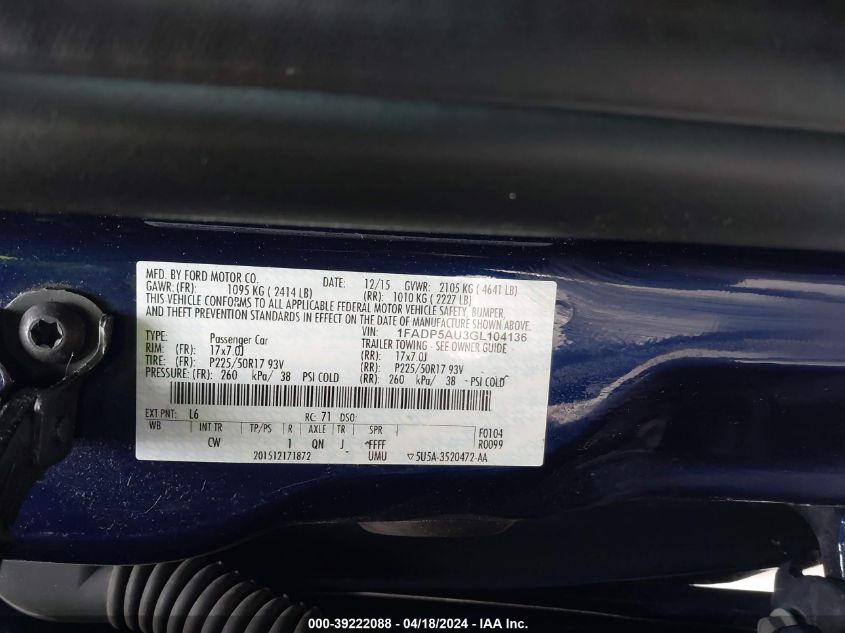 MFD. BY FORD MOTOR CO.
DATE: 12/15 GVWR: 2105 KG ( 4641 LB)
GAWR: (FR): 1095 KG ( 2414 LB) (RR): 1010 KG ( 2227 LB)
THIS VEHICLE CONFORMS TO ALL APPLICABLE FEDERAL MOTOR VEHICLE SAFETY, BUMPER,
AND THEFT PREVENTION STANDARDS IN EFFECT ON THE DATE OF MANUFACTURE SHOWN ABOVE.
VIN: 1FADP5AU3GL104136
TYPE: Passenger Car TRAILER TOWING - SEE OWNER GUIDE
RIM: (FR): 17x7.0J (RR): 17x7.0J
TIRE: (FR): P225/50R17 93V (RR): P225/50R17 93V
PRESSURE: (FR): 260 kPa/ 38 PSI COLD (RR): 260 kPa/ 38 PSI COLD
EXT PNT: L6 RC: 71 DSO:
WB INT TR TP/PS R AXLE TR SPR F0104
CW 1 QN J *FFFF R0099
201512171872 UMU ▽5U5A-3520472-AA
000-39222088 - 04/18/2024 - IAA Inc.